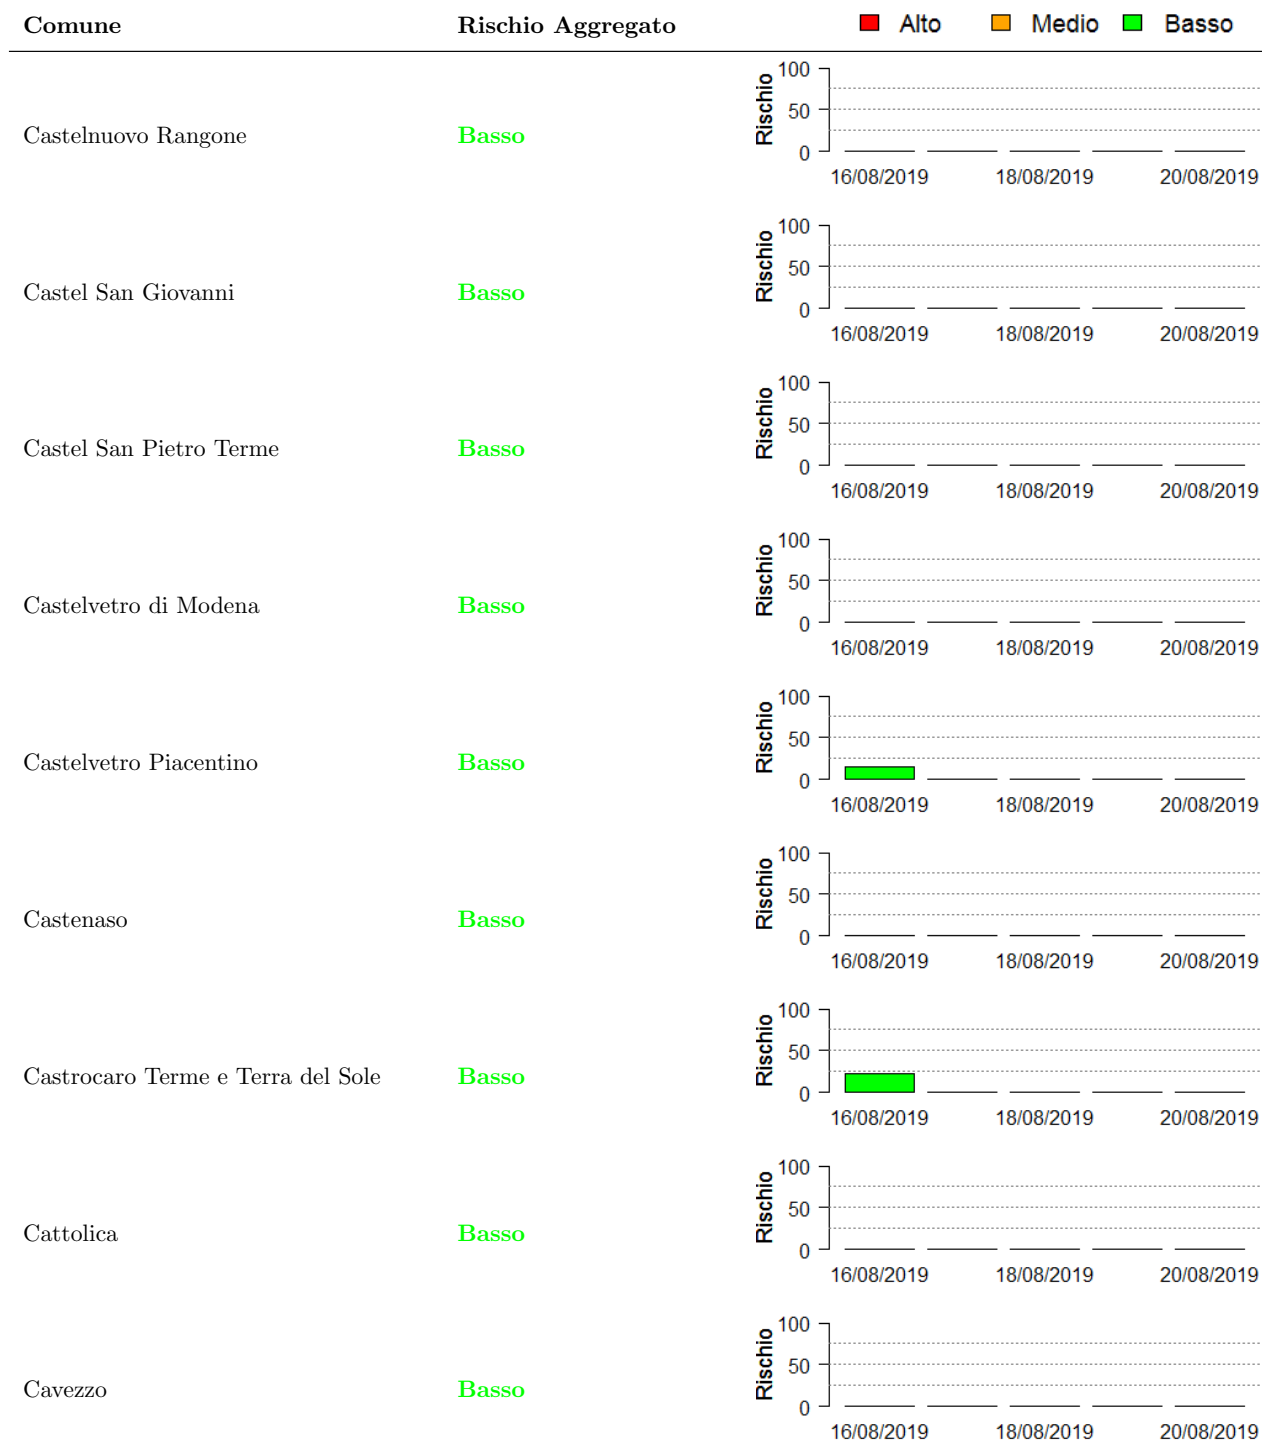 Comune Rischio Aggregato Alto Medio Basso
Castelnuovo Rangone Basso
Rischio
100
50
0
16/08/2019 18/08/2019 20/08/2019
Castel San Giovanni Basso
Rischio
100
50
0
16/08/2019 18/08/2019 20/08/2019
Castel San Pietro Terme Basso
Rischio
100
50
0
16/08/2019 18/08/2019 20/08/2019
Castelvetro di Modena Basso
Rischio
100
50
0
16/08/2019 18/08/2019 20/08/2019
Castelvetro Piacentino Basso
Rischio
100
50
0
16/08/2019 18/08/2019 20/08/2019
Castenaso Basso
Rischio
100
50
0
16/08/2019 18/08/2019 20/08/2019
Castrocaro Terme e Terra del Sole Basso
Rischio
100
50
0
16/08/2019 18/08/2019 20/08/2019
Cattolica Basso
Rischio
100
50
0
16/08/2019 18/08/2019 20/08/2019
Cavezzo Basso
Rischio
100
50
0
16/08/2019 18/08/2019 20/08/2019